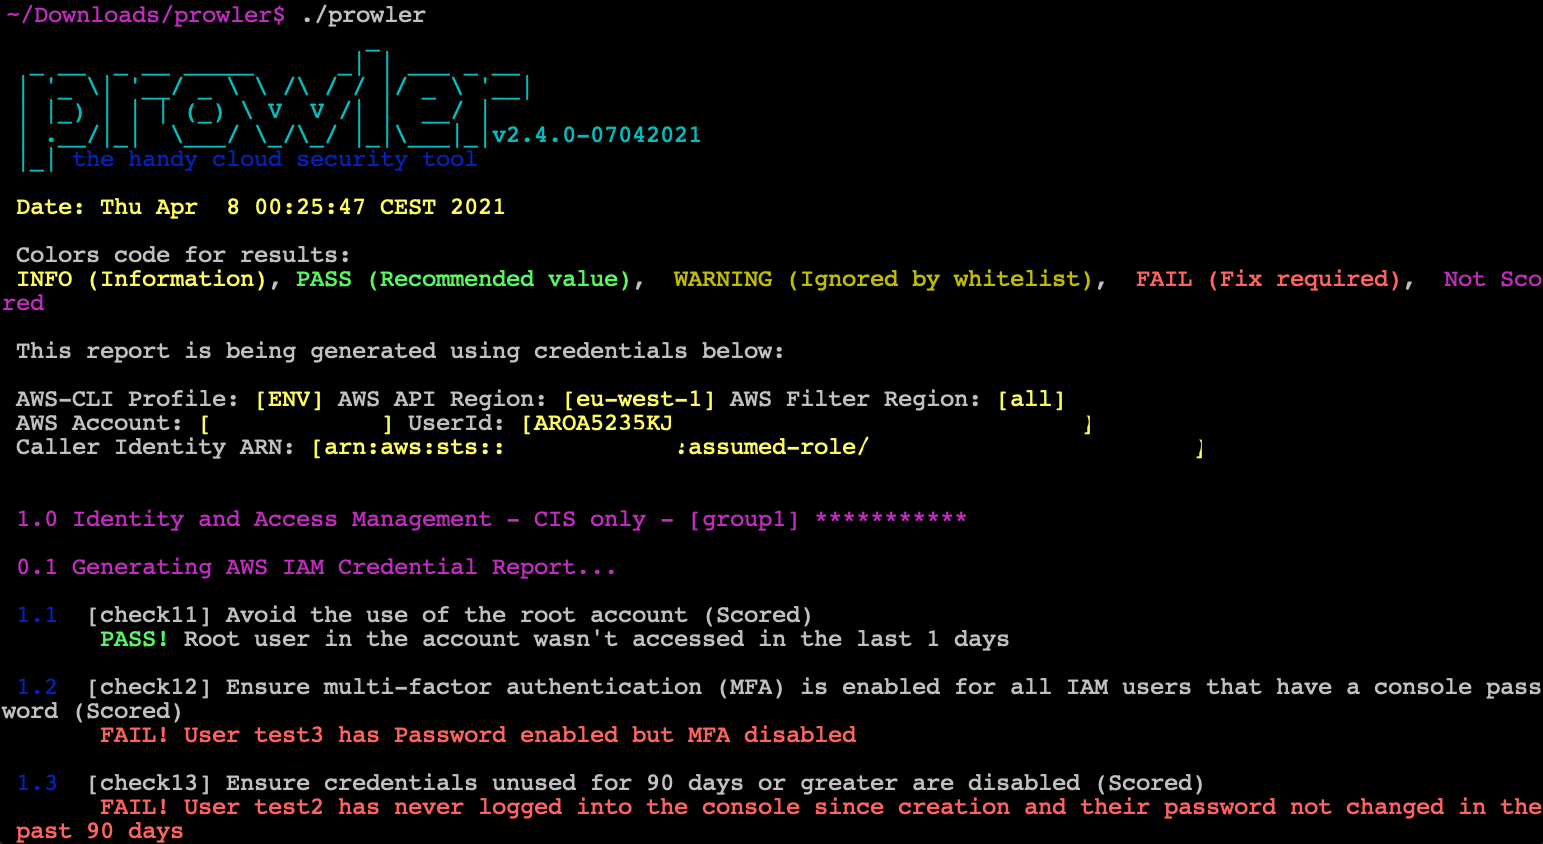 ~/Downloads/prowler$ ./prowler
prowler
v2.4.0-07042021
the handy cloud security tool
Date: Thu Apr  8 00:25:47 CEST 2021
Colors code for results:
INFO (Information), PASS (Recommended value),  WARNING (Ignored by whitelist),  FAIL (Fix required),  Not Sco
red
This report is being generated using credentials below:
AWS-CLI Profile: [ENV] AWS API Region: [eu-west-1] AWS Filter Region: [all]
AWS Account: [             ] UserId: [AROA5235KJ                              ]
Caller Identity ARN: [arn:aws:sts::             :assumed-role/                        ]
1.0 Identity and Access Management - CIS only - [group1] ***********
0.1 Generating AWS IAM Credential Report...
1.1  [check11] Avoid the use of the root account (Scored)
PASS! Root user in the account wasn't accessed in the last 1 days
1.2  [check12] Ensure multi-factor authentication (MFA) is enabled for all IAM users that have a console pass
word (Scored)
FAIL! User test3 has Password enabled but MFA disabled
1.3  [check13] Ensure credentials unused for 90 days or greater are disabled (Scored)
FAIL! User test2 has never logged into the console since creation and their password not changed in the
past 90 days